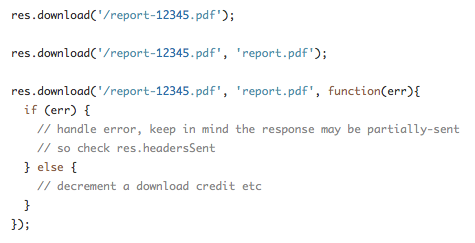 res.download('/report-12345.pdf');
res.download('/report-12345.pdf', 'report.pdf');
res.download('/report-12345.pdf', 'report.pdf', function(err){
  if (err) {
    // handle error, keep in mind the response may be partially-sent
    // so check res.headersSent
  } else {
    // decrement a download credit etc
  }
});